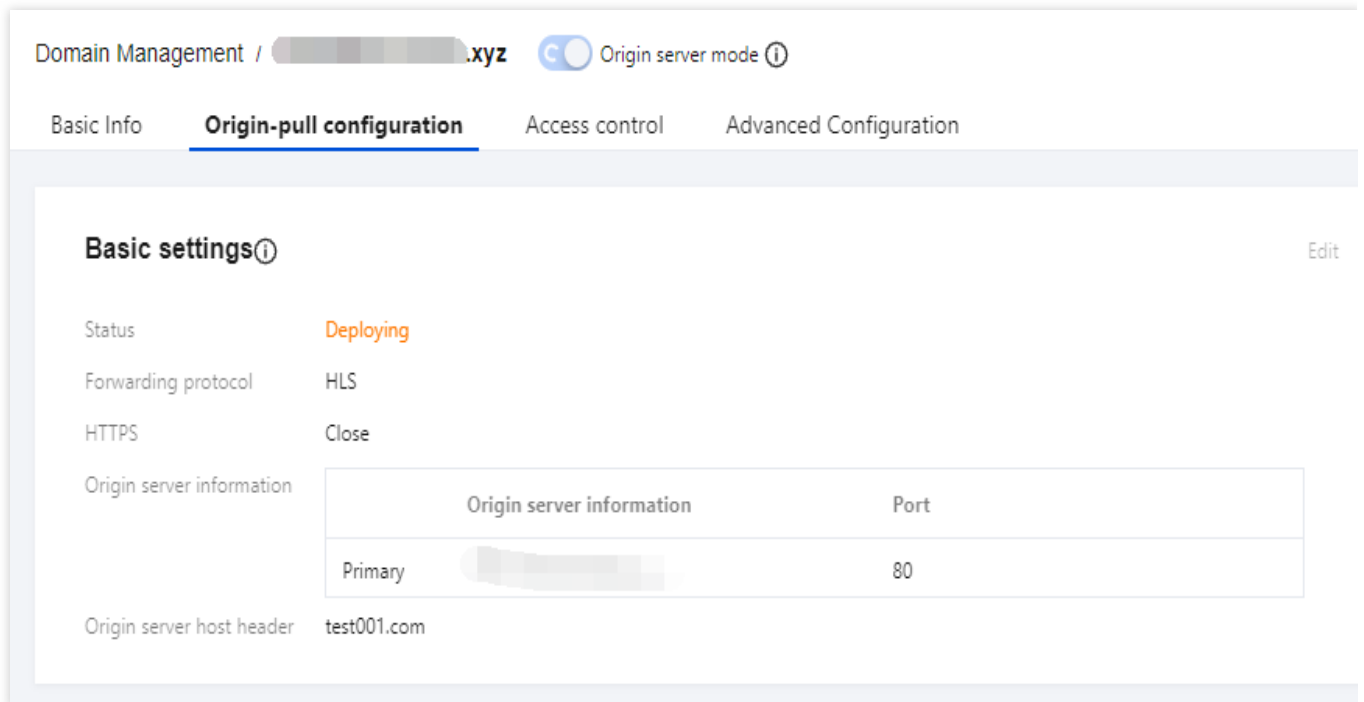 Domain Management / .xyz Origin server mode
Basic Info Origin-pull configuration Access control Advanced Configuration
Basic settings Edit
Status Deploying
Forwarding protocol HLS
HTTPS Close
Origin server information
Origin server information Port
Primary 80
Origin server host header test001.com